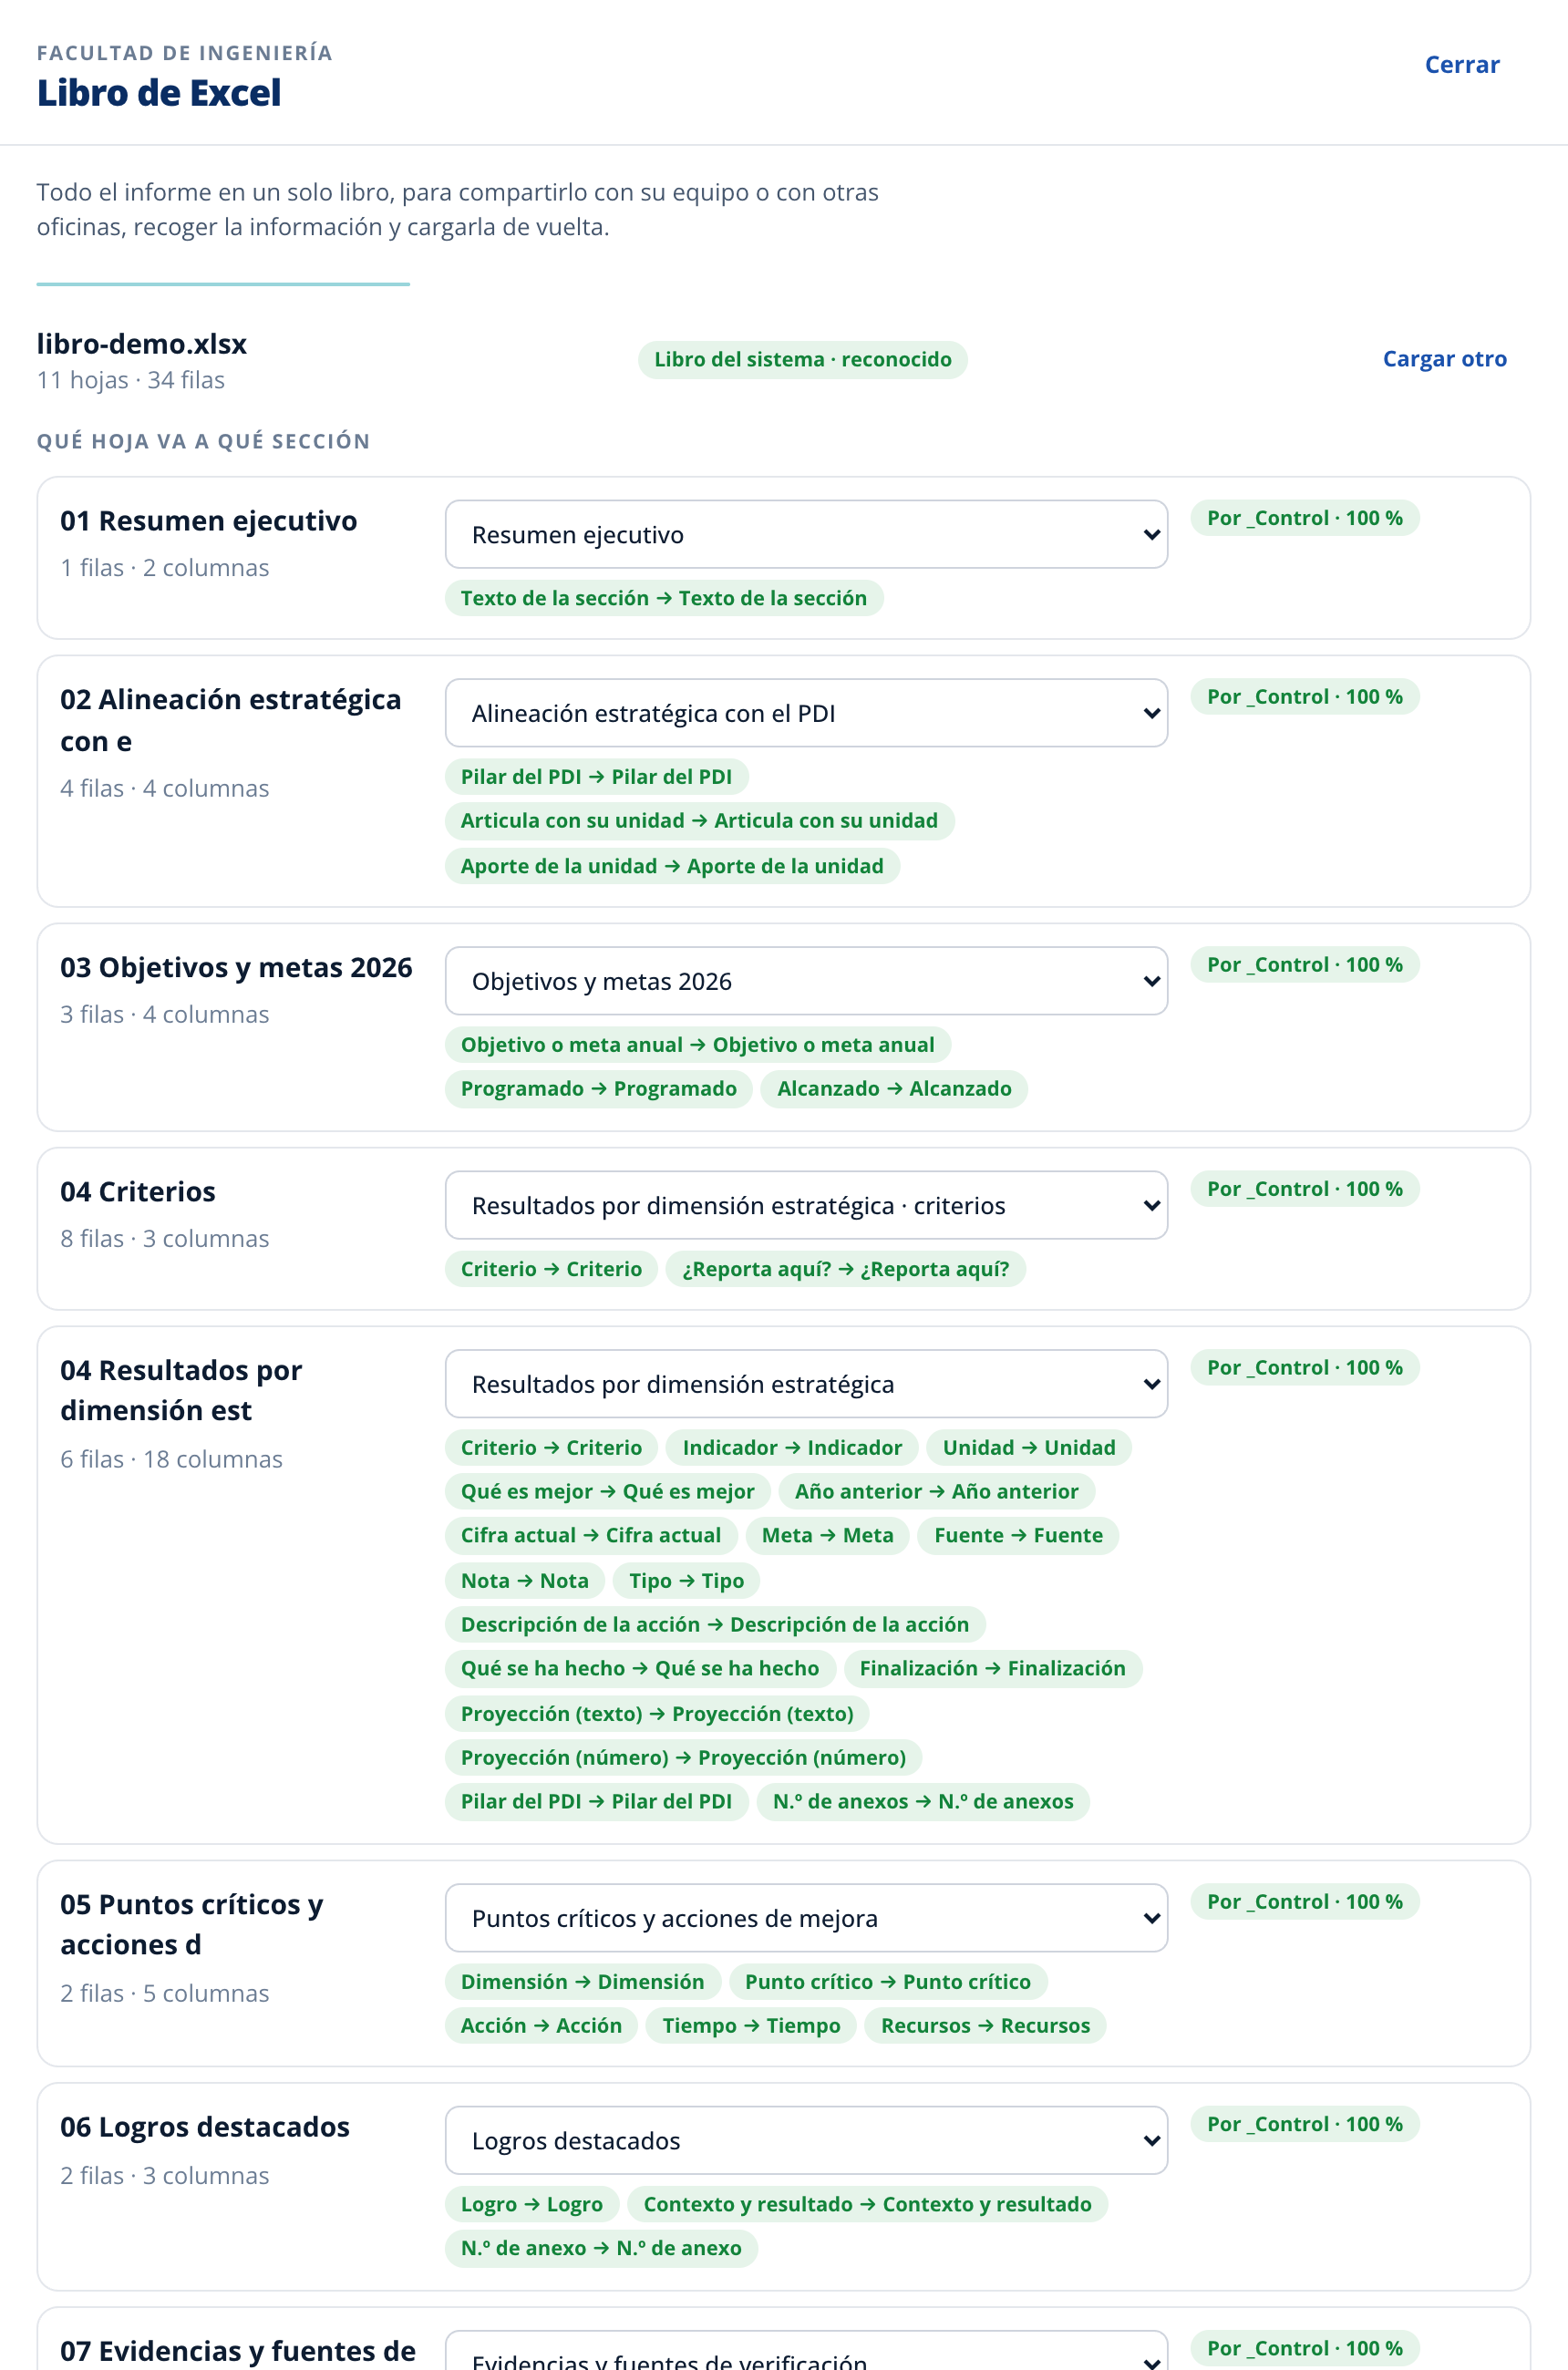 FACULTAD DE INGENIERÍA
Libro de Excel
Cerrar
Todo el informe en un solo libro, para compartirlo con su equipo o con otras
oficinas, recoger la información y cargarla de vuelta.
libro-demo.xlsx
11 hojas · 34 filas
Libro del sistema · reconocido
Cargar otro
QUÉ HOJA VA A QUÉ SECCIÓN
01 Resumen ejecutivo
1 filas · 2 columnas
Resumen ejecutivo
Texto de la sección → Texto de la sección
Por _Control · 100 %
02 Alineación estratégica
con e
4 filas · 4 columnas
Alineación estratégica con el PDI
Pilar del PDI → Pilar del PDI
Articula con su unidad → Articula con su unidad
Aporte de la unidad → Aporte de la unidad
Por _Control · 100 %
03 Objetivos y metas 2026
3 filas · 4 columnas
Objetivos y metas 2026
Objetivo o meta anual → Objetivo o meta anual
Programado → Programado Alcanzado → Alcanzado
Por _Control · 100 %
04 Criterios
8 filas · 3 columnas
Resultados por dimensión estratégica · criterios
Criterio → Criterio ¿Reporta aquí? → ¿Reporta aquí?
Por _Control · 100 %
04 Resultados por
dimensión est
6 filas · 18 columnas
Resultados por dimensión estratégica
Criterio → Criterio Indicador → Indicador Unidad → Unidad
Qué es mejor → Qué es mejor Año anterior → Año anterior
Cifra actual → Cifra actual Meta → Meta Fuente → Fuente
Nota → Nota Tipo → Tipo
Descripción de la acción → Descripción de la acción
Qué se ha hecho → Qué se ha hecho Finalización → Finalización
Proyección (texto) → Proyección (texto)
Proyección (número) → Proyección (número)
Pilar del PDI → Pilar del PDI N.º de anexos → N.º de anexos
Por _Control · 100 %
05 Puntos críticos y
acciones d
2 filas · 5 columnas
Puntos críticos y acciones de mejora
Dimensión → Dimensión Punto crítico → Punto crítico
Acción → Acción Tiempo → Tiempo Recursos → Recursos
Por _Control · 100 %
06 Logros destacados
2 filas · 3 columnas
Logros destacados
Logro → Logro Contexto y resultado → Contexto y resultado
N.º de anexo → N.º de anexo
Por _Control · 100 %
07 Evidencias y fuentes de
Evidencias y fuentes de verificación
Por _Control · 100 %